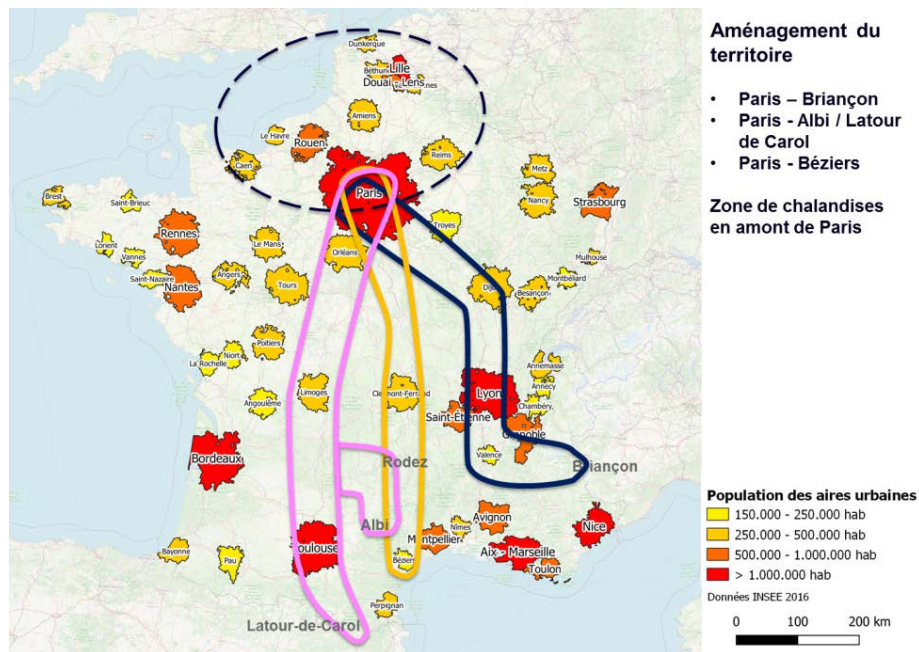 Aménagement du
territoire
• Paris – Briançon
• Paris - Albi / Latour
de Carol
• Paris - Béziers
Zone de chalandises
en amont de Paris
Population des aires urbaines
150.000 - 250.000 hab
250.000 - 500.000 hab
500.000 - 1.000.000 hab
> 1.000.000 hab
Données INSEE 2016
0 100 200 km
Dunkerque
Lille
Douai - Lens
Amiens
Le Havre
Rouen
Caen
Reims
Metz
Paris
Nancy
Strasbourg
Brest
Saint-Brieuc
Troyes
Rennes
Le Mans
Orléans
Lorient
Vannes
Mulhouse
Saint-Nazaire
Angers
Montbéliard
Nantes
Tours
Besançon
Poitiers
Niort
La Rochelle
Annemasse
Limoges
Annecy
Lyon
Angoulême
Chambéry
Saint-Étienne
Grenoble
Bordeaux
Valence
Rodez
Briançon
Avignon
Albi
Nîmes
Nice
Montpellier
Bayonne
Aix - Marseille
Pau
Béziers
Toulon
Perpignan
Latour-de-Carol